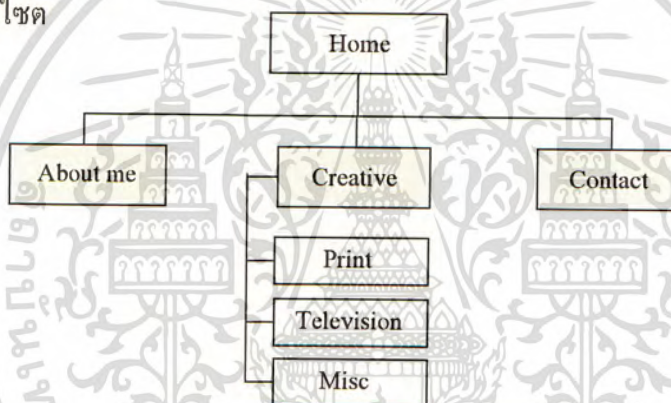 ไซต
Home
About me
Creative
Contact
Print
Television
Misc